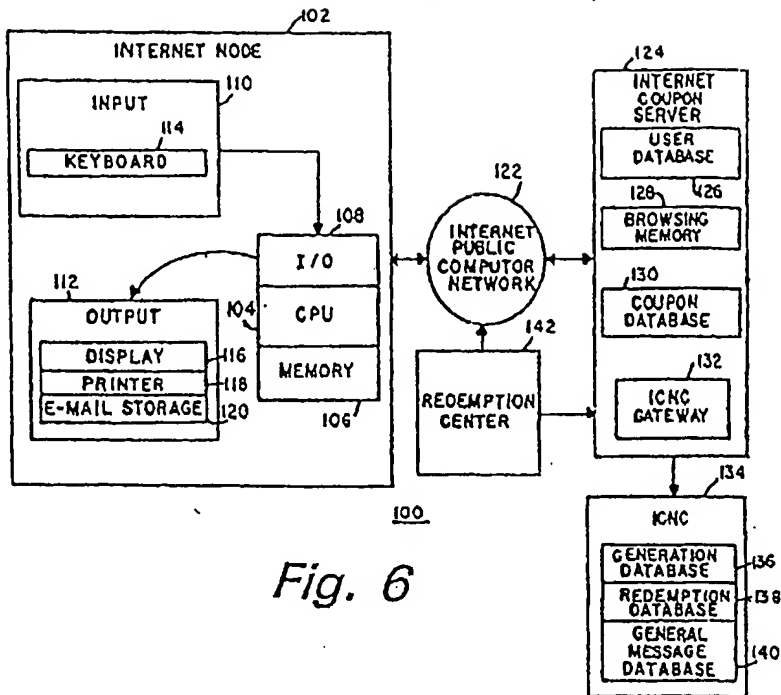 102
INTERNET NODE
110
INPUT
114
KEYBOARD
108
I/O
104
CPU
MEMORY
106
112
OUTPUT
DISPLAY
116
PRINTER
118
E-MAIL STORAGE
120
122
INTERNET
PUBLIC
COMPUTOR
NETWORK
142
REDEMPTION
CENTER
124
INTERNET
COUPON
SERVER
USER
DATABASE
126
128
BROWSING
MEMORY
130
COUPON
DATABASE
132
ICNC
GATEWAY
134
ICNC
GENERATION
DATABASE
136
REDEMPTION
DATABASE
138
GENERAL
MESSAGE
DATABASE
140
100
Fig. 6